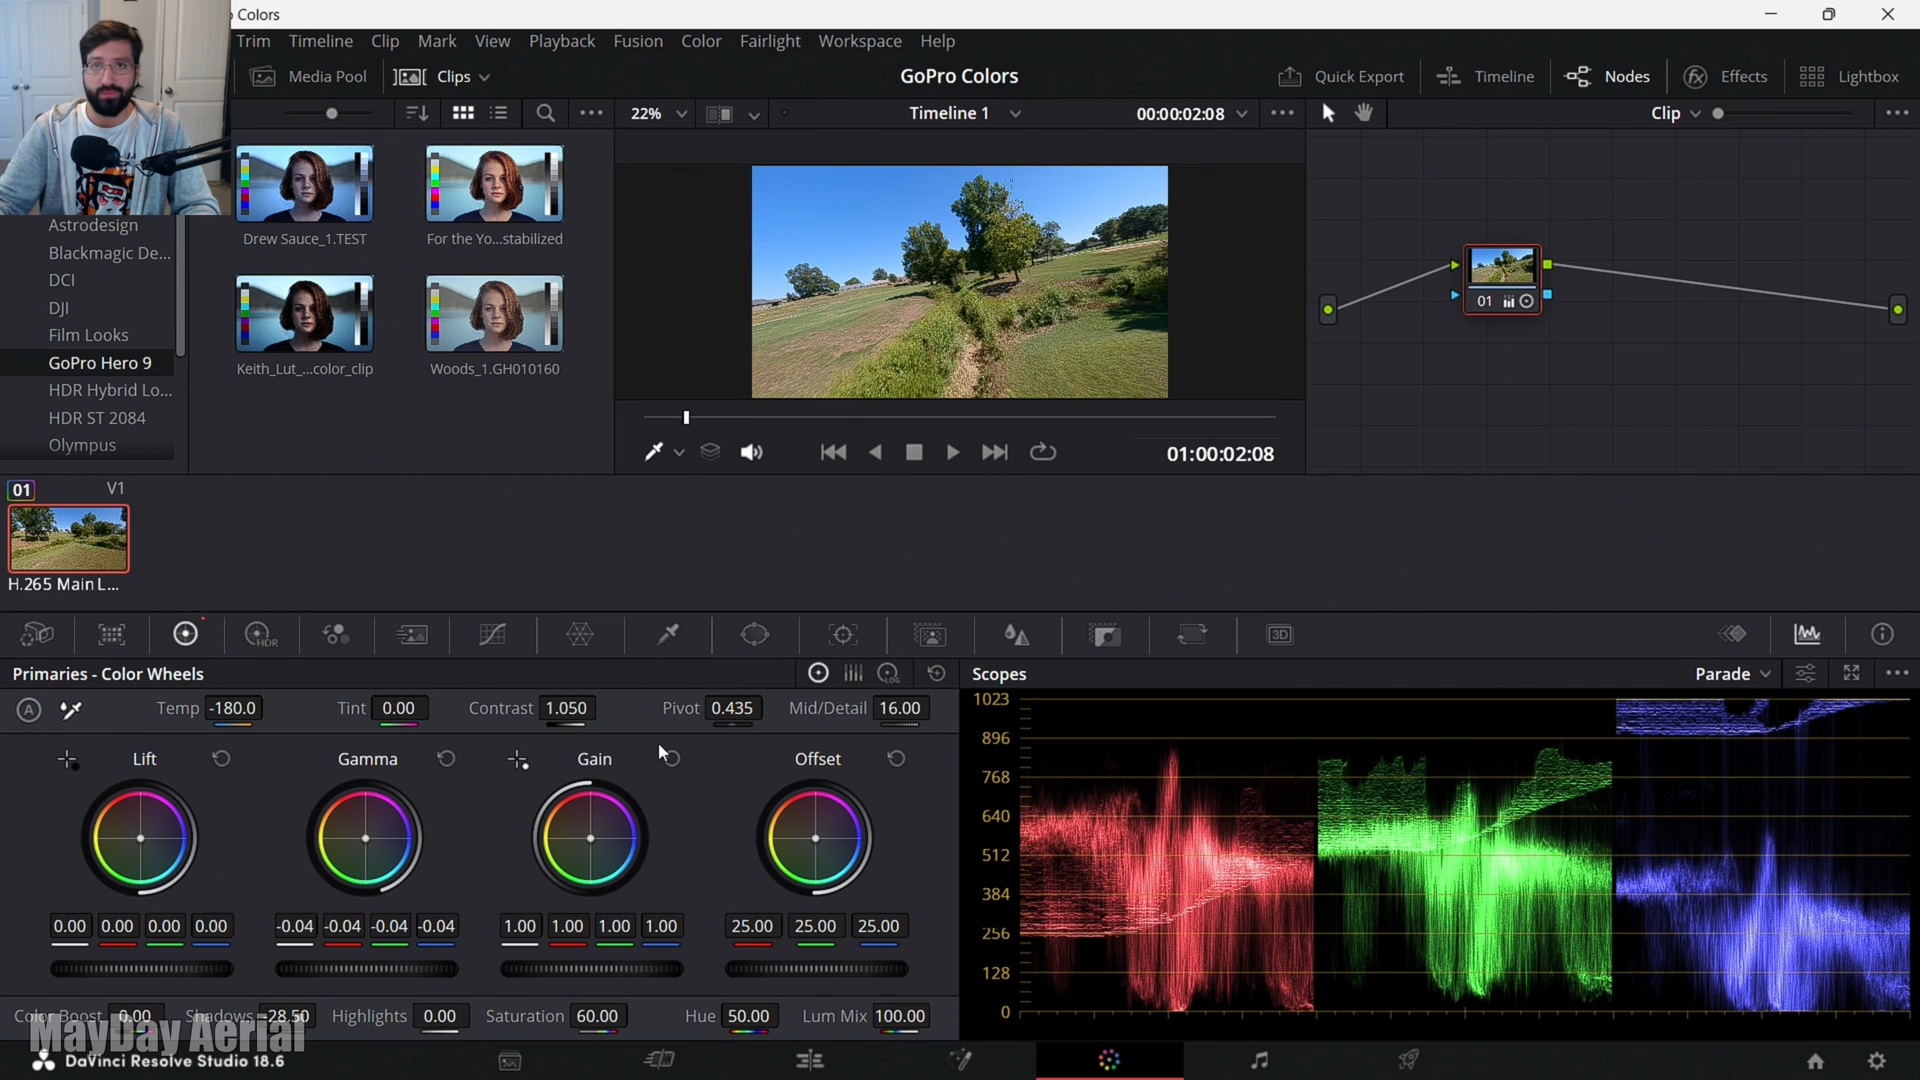 Colors
Trim Timeline Clip Mark View Playback Fusion Color Fairlight Workspace Help
Media Pool Clips GoPro Colors Quick Export Timeline Nodes Effects Lightbox
22% Timeline 1 00:00:02:08 Clip
Astrodesign
Blackmagic De...
DCI
DJI
Film Looks
GoPro Hero 9
HDR Hybrid Lo...
HDR ST 2084
Olympus
Drew Sauce_1.TEST For the Yo...stabilized
Keith_Lut_...color_clip Woods_1.GH010160
01
01:00:02:08
01 V1
H.265 Main L...
HDR
3D
Primaries - Color Wheels
LOG
Scopes Parade
A Temp -180.0 Tint 0.00 Contrast 1.050 Pivot 0.435 Mid/Detail 16.00
Lift Gamma Gain Offset
0.00 0.00 0.00 0.00 -0.04 -0.04 -0.04 -0.04 1.00 1.00 1.00 1.00 25.00 25.00 25.00
Color Boost 0.00 Shadows -28.50 Highlights 0.00 Saturation 60.00 Hue 50.00 Lum Mix 100.00
1023
896
768
640
512
384
256
128
0
MayDay Aerial
DaVinci Resolve Studio 18.6